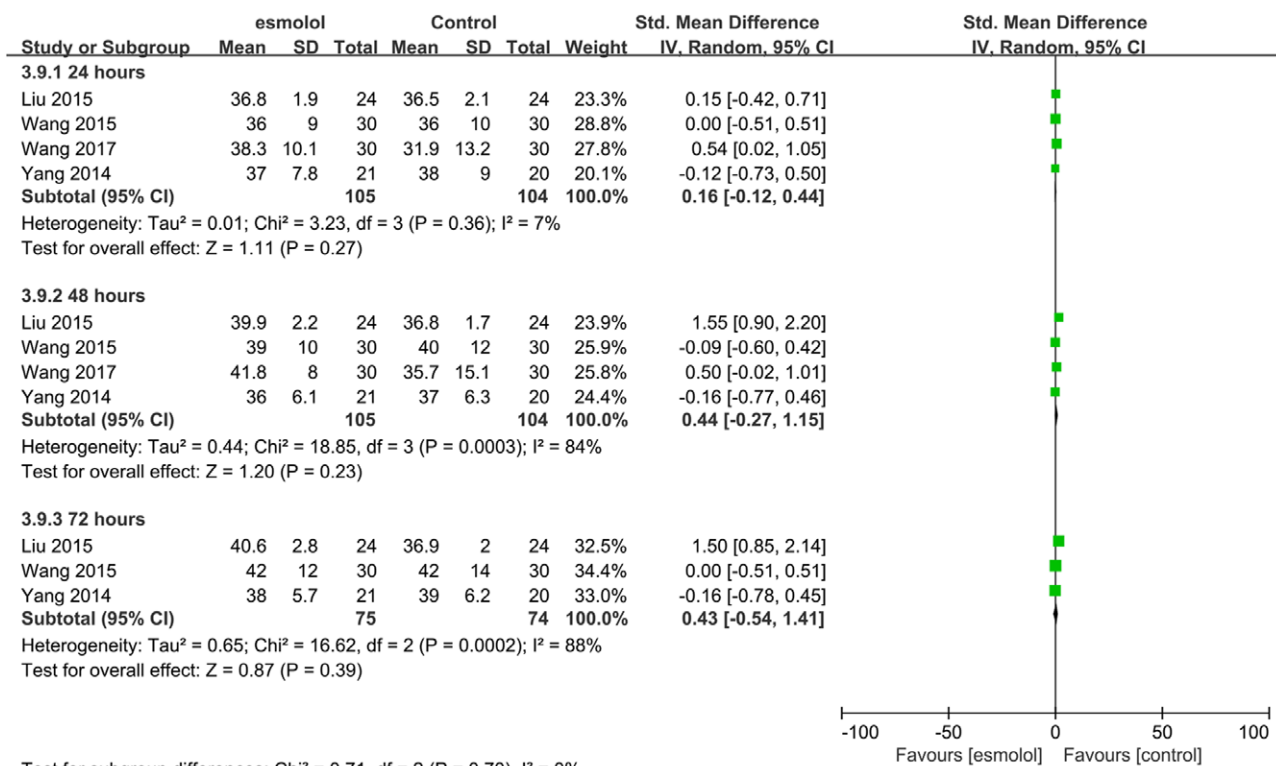 esmolol Control Std. Mean Difference Std. Mean Difference
Study or Subgroup Mean SD Total Mean SD Total Weight IV, Random, 95% CI IV, Random, 95% CI
3.9.1 24 hours
Liu 2015 36.8 1.9 24 36.5 2.1 24 23.3% 0.15 [-0.42, 0.71]
Wang 2015 36 9 30 36 10 30 28.8% 0.00 [-0.51, 0.51]
Wang 2017 38.3 10.1 30 31.9 13.2 30 27.8% 0.54 [0.02, 1.05]
Yang 2014 37 7.8 21 38 9 20 20.1% -0.12 [-0.73, 0.50]
Subtotal (95% CI) 105 104 100.0% 0.16 [-0.12, 0.44]
Heterogeneity: Tau² = 0.01; Chi² = 3.23, df = 3 (P = 0.36); I² = 7%
Test for overall effect: Z = 1.11 (P = 0.27)
3.9.2 48 hours
Liu 2015 39.9 2.2 24 36.8 1.7 24 23.9% 1.55 [0.90, 2.20]
Wang 2015 39 10 30 40 12 30 25.9% -0.09 [-0.60, 0.42]
Wang 2017 41.8 8 30 35.7 15.1 30 25.8% 0.50 [-0.02, 1.01]
Yang 2014 36 6.1 21 37 6.3 20 24.4% -0.16 [-0.77, 0.46]
Subtotal (95% CI) 105 104 100.0% 0.44 [-0.27, 1.15]
Heterogeneity: Tau² = 0.44; Chi² = 18.85, df = 3 (P = 0.0003); I² = 84%
Test for overall effect: Z = 1.20 (P = 0.23)
3.9.3 72 hours
Liu 2015 40.6 2.8 24 36.9 2 24 32.5% 1.50 [0.85, 2.14]
Wang 2015 42 12 30 42 14 30 34.4% 0.00 [-0.51, 0.51]
Yang 2014 38 5.7 21 39 6.2 20 33.0% -0.16 [-0.78, 0.45]
Subtotal (95% CI) 75 74 100.0% 0.43 [-0.54, 1.41]
Heterogeneity: Tau² = 0.65; Chi² = 16.62, df = 2 (P = 0.0002); I² = 88%
Test for overall effect: Z = 0.87 (P = 0.39)
-100 -50 0 50 100
Favours [esmolol] Favours [control]